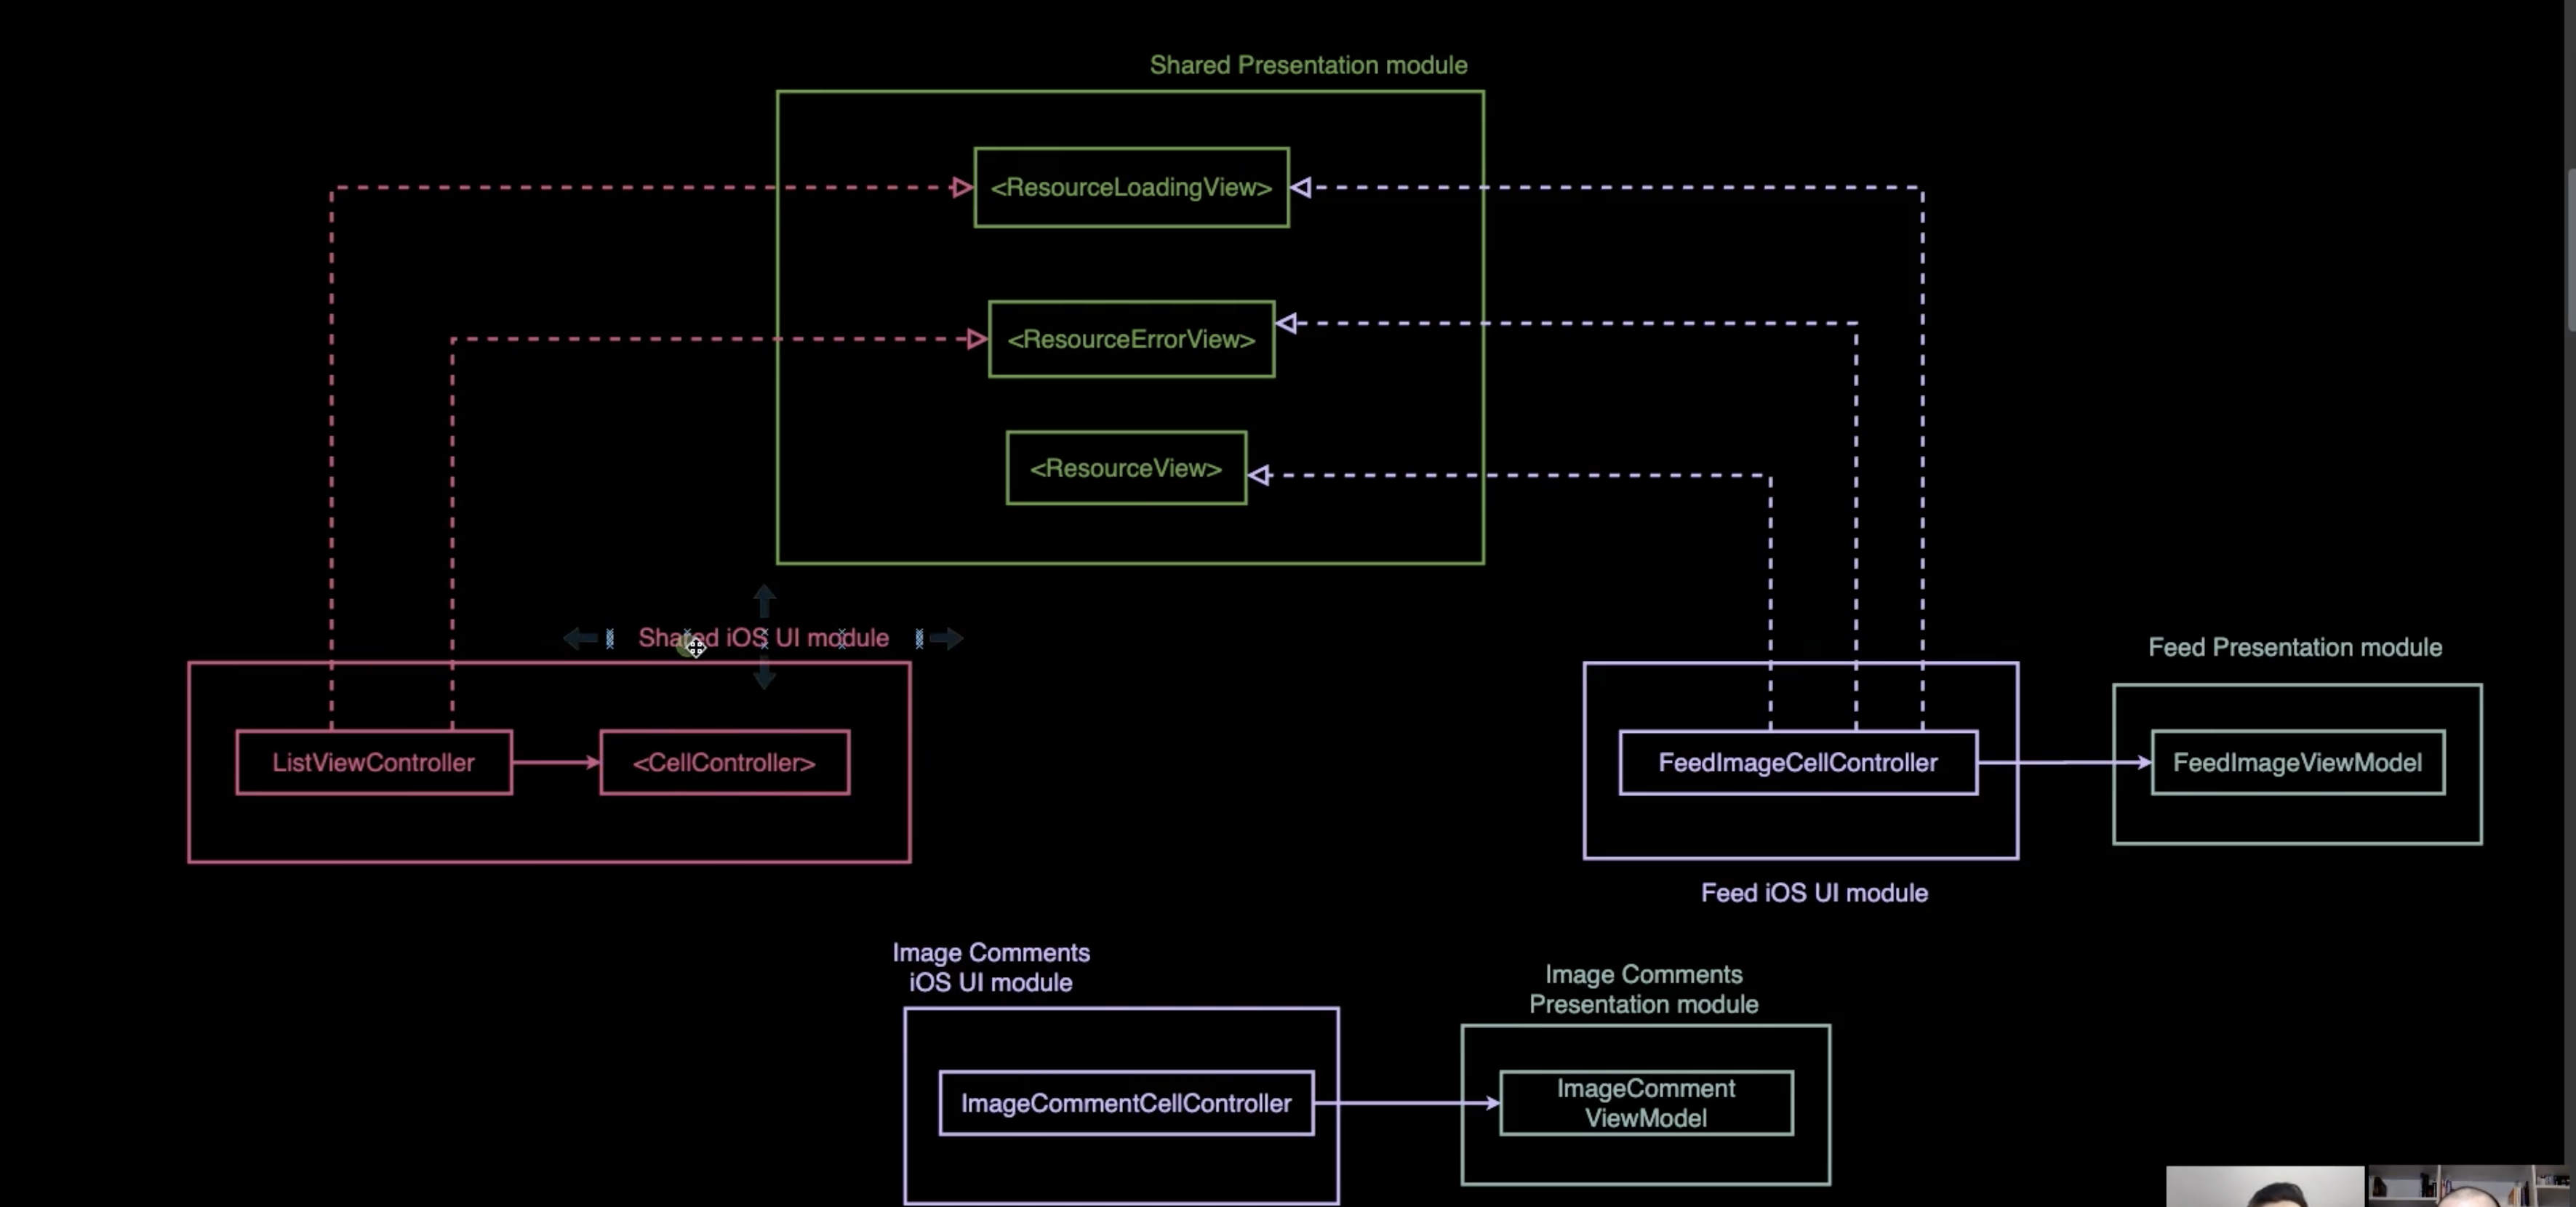 Shared Presentation module
<ResourceLoadingView>
<ResourceErrorView>
<ResourceView>
Shared iOS UI module
ListViewController
<CellController>
FeedImageCellController
Feed iOS UI module
Feed Presentation module
FeedImageViewModel
Image Comments
iOS UI module
ImageCommentCellController
Image Comments
Presentation module
ImageComment
ViewModel